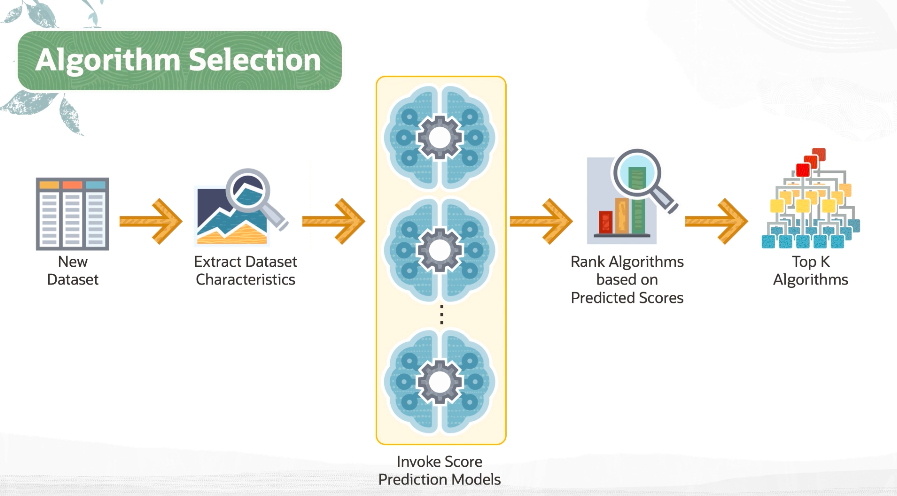 Algorithm Selection
New
Dataset
Extract Dataset
Characteristics
Invoke Score
Prediction Models
Rank Algorithms
based on
Predicted Scores
Top K
Algorithms